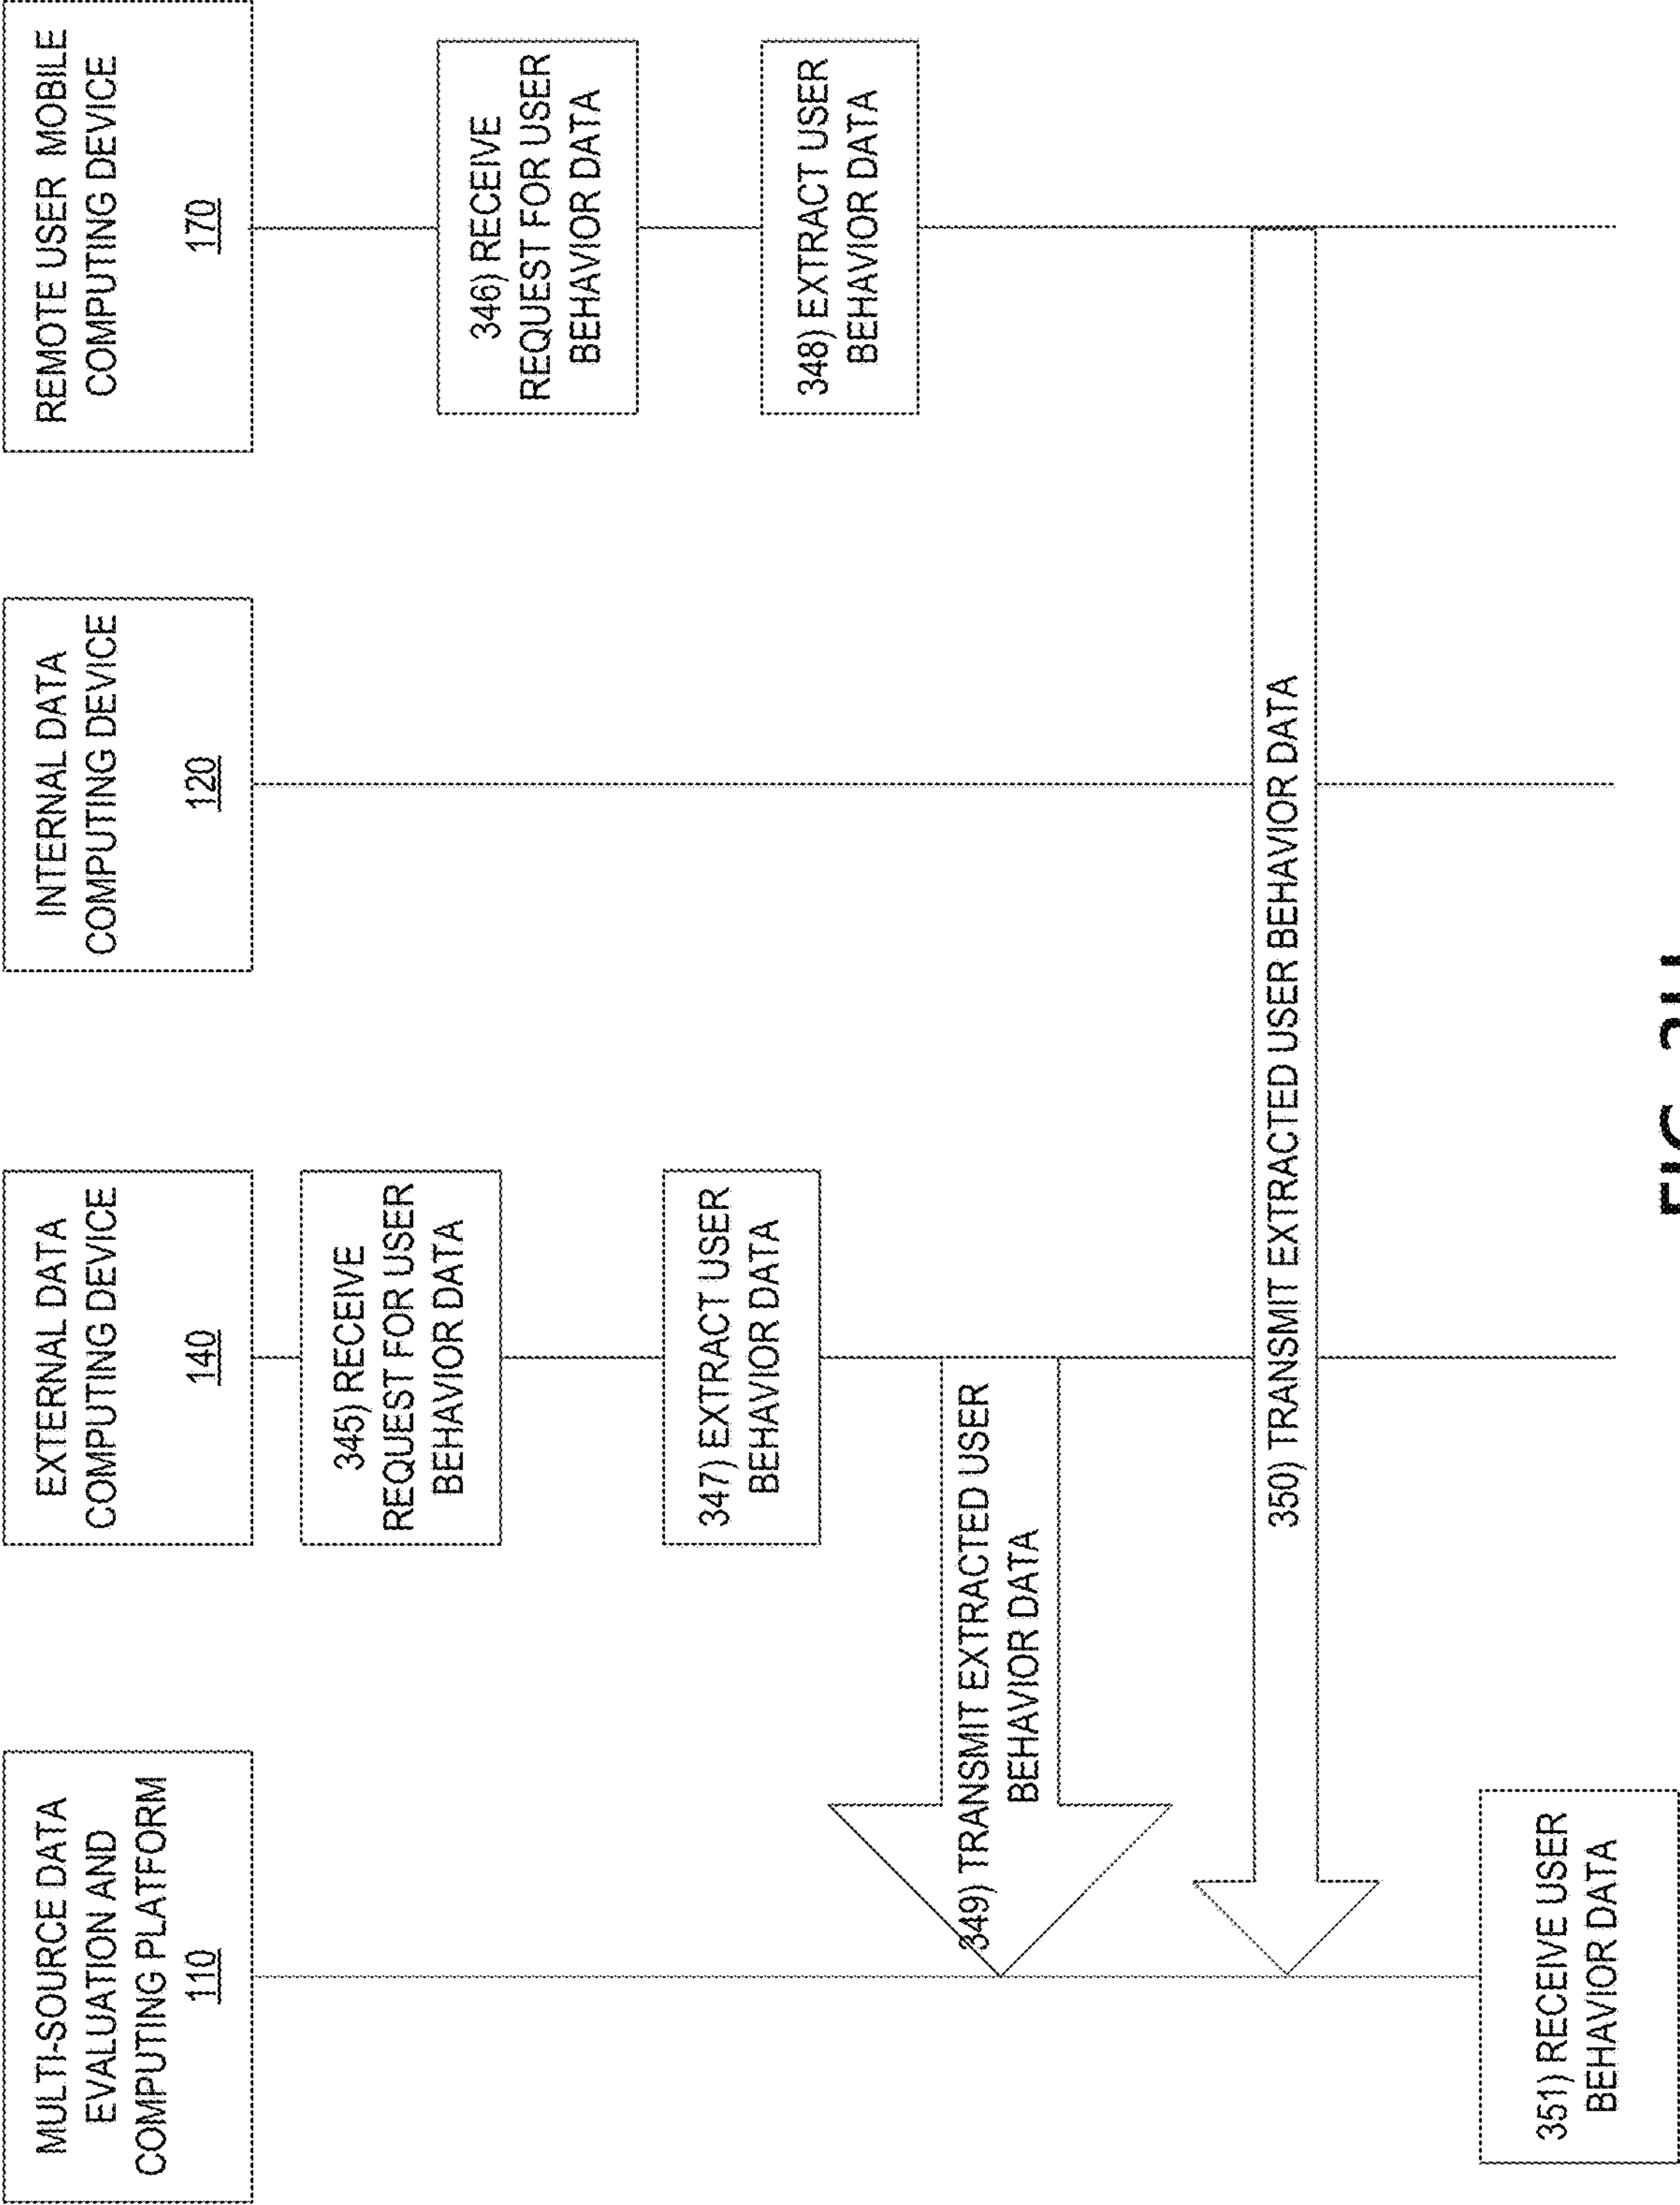 MULTI-SOURCE DATA
EVALUATION AND
COMPUTING PLATFORM
110
EXTERNAL DATA
COMPUTING DEVICE
140
INTERNAL DATA
COMPUTING DEVICE
120
REMOTE USER MOBILE
COMPUTING DEVICE
170
345) RECEIVE
REQUEST FOR USER
BEHAVIOR DATA
346) RECEIVE
REQUEST FOR USER
BEHAVIOR DATA
347) EXTRACT USER
BEHAVIOR DATA
348) EXTRACT USER
BEHAVIOR DATA
349) TRANSMIT EXTRACTED USER
BEHAVIOR DATA
350) TRANSMIT EXTRACTED USER BEHAVIOR DATA
351) RECEIVE USER
BEHAVIOR DATA